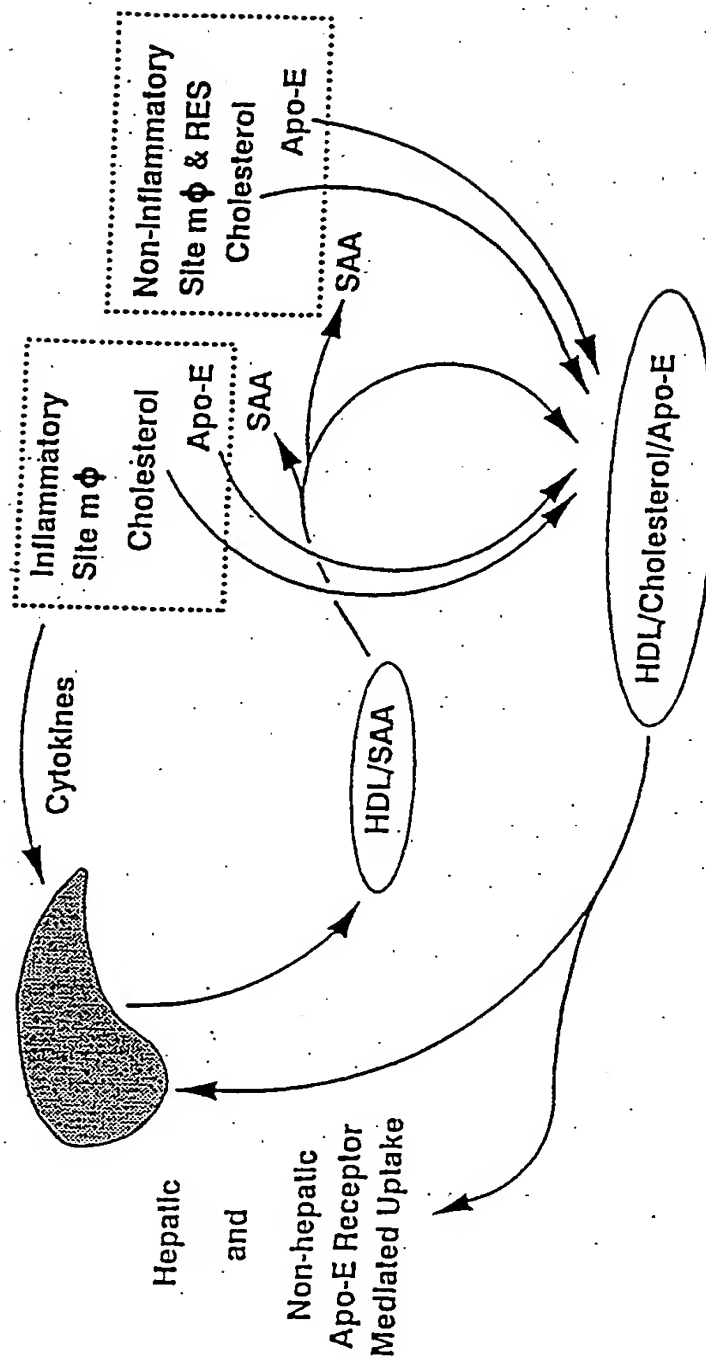 Inflammatory
Site mϕ
Cholesterol
Apo-E
Non-Inflammatory
Site mϕ & RES
Cholesterol
Apo-E
Cytokines
SAA
SAA
HDL/SAA
HDL/Cholesterol/Apo-E
Hepatic
and
Non-hepatic
Apo-E Receptor
Mediated Uptake